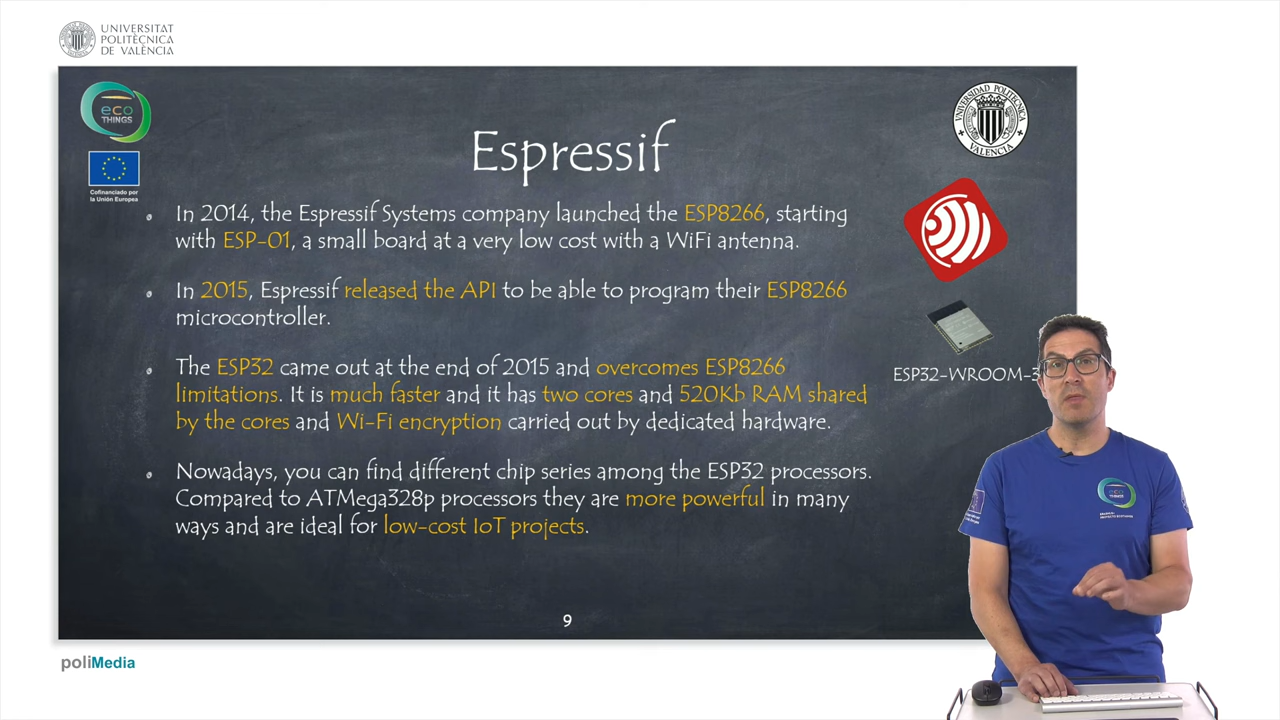 UNIVERSITAT
POLITÈCNICA
DE VALÈNCIA
eco
THINGS
Cofinanciado por
la Unión Europea
UNIVERSIDAD POLITECNICA
VALENCIA
Espressif
In 2014, the Espressif Systems company launched the ESP8266, starting
with ESP-01, a small board at a very low cost with a WiFi antenna.
In 2015, Espressif released the API to be able to program their ESP8266
microcontroller.
The ESP32 came out at the end of 2015 and overcomes ESP8266
limitations. It is much faster and it has two cores and 520Kb RAM shared
by the cores and Wi-Fi encryption carried out by dedicated hardware.
Nowadays, you can find different chip series among the ESP32 processors.
Compared to ATMega328p processors they are more powerful in many
ways and are ideal for low-cost IoT projects.
ESP32-WROOM-3
eco
THINGS
9
poliMedia